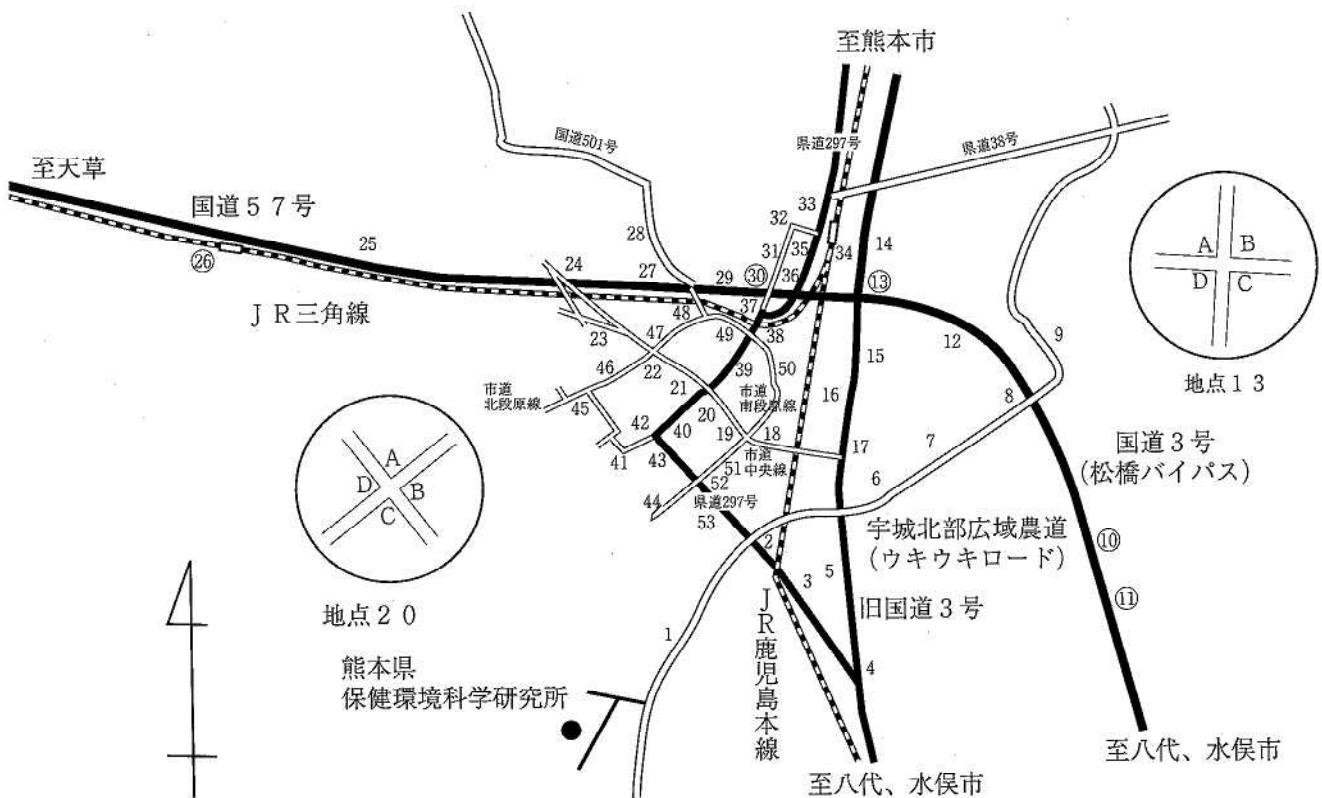 至熊本市
国道501号
県道297号
県道38号
至天草
国道57号
33
32
28
31
35
34
14
A
B
D
C
地点13
25
24
27
29
㉚
36
⑬
㉖
JR三角線
48
37
38
12
9
23
47
49
15
46
22
39
50
16
8
市道
北段原線
45
21
市道
南段原線
42
40
20
19
18
17
7
国道3号
(松橋バイパス)
41
43
51
市道
中央線
A
D
B
C
地点20
44
52
県道297号
53
6
2
宇城北部広域農道
(ウキウキロード)
⑩
3
5
旧国道3号
⑪
1
JR鹿児島本線
4
熊本県
保健環境科学研究所
至八代、水俣市
至八代、水俣市